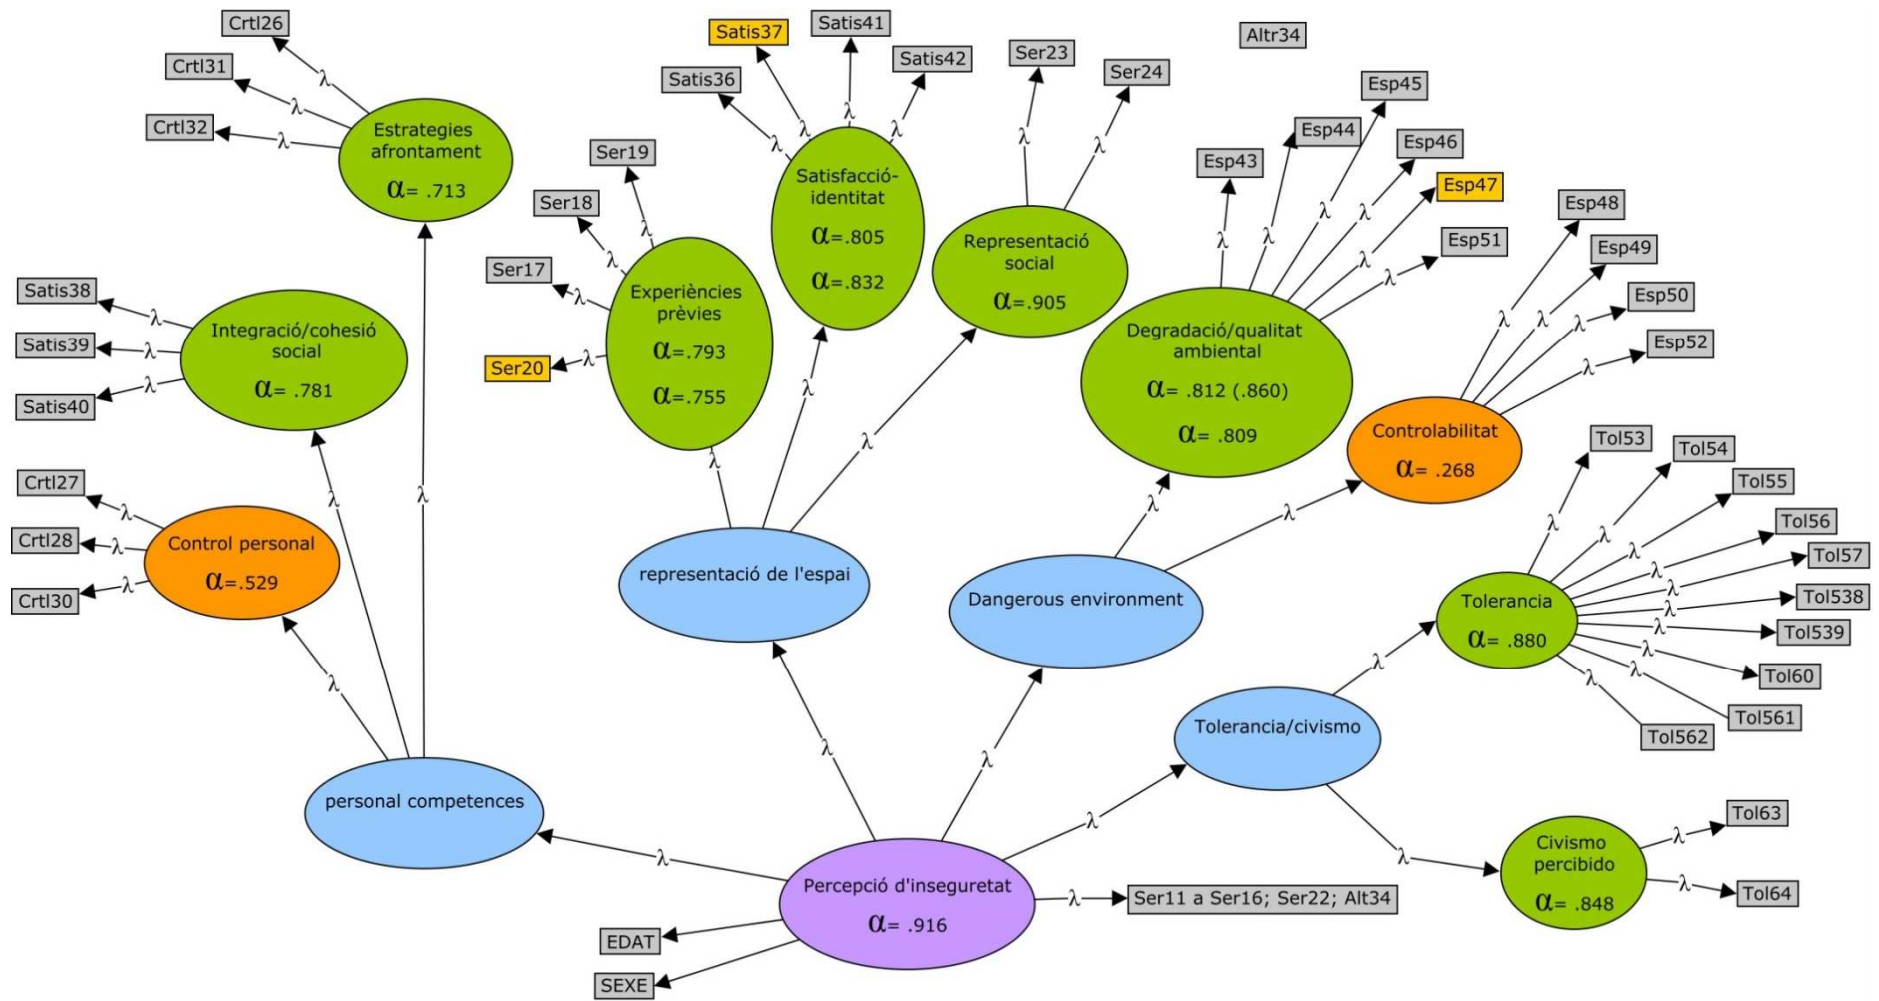 Crtl26
Crtl31
Crtl32
λ
λ
λ
Estrategies
afrontament
α= .713
Satis38
Satis39
Satis40
λ
λ
λ
Integració/cohesió
social
α= .781
Crtl27
Crtl28
Crtl30
λ
λ
λ
Control personal
α=.529
λ
λ
λ
personal competences
Ser19
Ser18
Ser17
Ser20
λ
λ
λ
λ
Experiències
prèvies
α=.793
α=.755
Satis37
Satis41
Satis36
Satis42
λ
λ
λ
λ
Satisfacció-
identitat
α=.805
α=.832
Ser23
Ser24
λ
λ
Representació
social
α=.905
λ
λ
λ
representació de l'espai
Altr34
Esp45
Esp44
Esp46
Esp43
Esp47
Esp51
λ
λ
λ
λ
λ
λ
Degradació/qualitat
ambiental
α= .812 (.860)
α= .809
Esp48
Esp49
Esp50
Esp52
λ
λ
λ
λ
Controlabilitat
α= .268
λ
λ
Dangerous environment
Tol53
Tol54
Tol55
Tol56
Tol57
Tol538
Tol539
Tol60
Tol561
Tol562
λ
λ
λ
λ
λ
λ
λ
λ
λ
λ
Tolerancia
α= .880
λ
Tolerancia/civismo
λ
Civismo
percibido
α= .848
λ
λ
Tol63
Tol64
λ
λ
λ
λ
Percepció d'inseguretat
α= .916
λ
Ser11 a Ser16; Ser22; Alt34
EDAT
SEXE